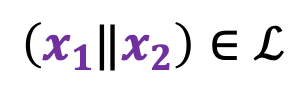 (𝒙₁‖𝒙₂) ∈ ℒ